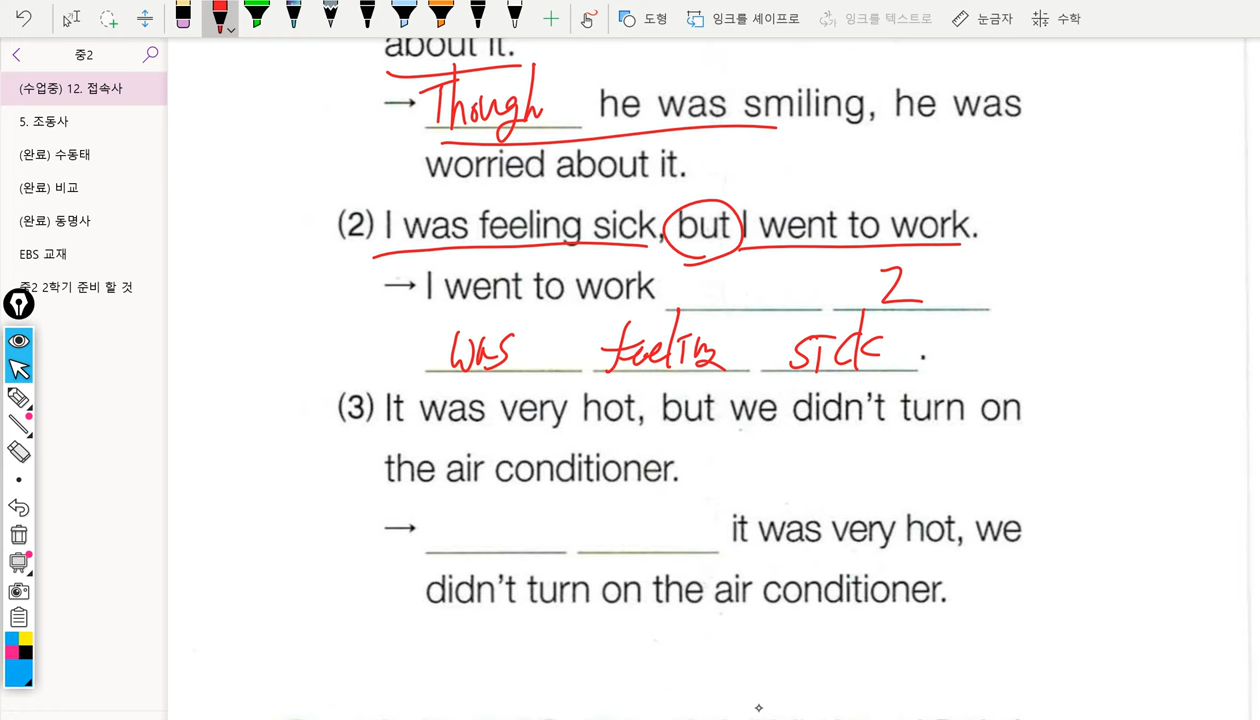 도형
잉크를 셰이프로
잉크를 텍스트로
눈금자
수학
중2
(수업중) 12. 접속사
5. 조동사
(완료) 수동태
(완료) 비교
(완료) 동명사
EBS 교재
중2 2학기 준비 할 것
about it.
→ Though he was smiling, he was
worried about it.
(2) I was feeling sick, but I went to work.
→ I went to work I
was feeling sick.
(3) It was very hot, but we didn't turn on
the air conditioner.
→ it was very hot, we
didn't turn on the air conditioner.